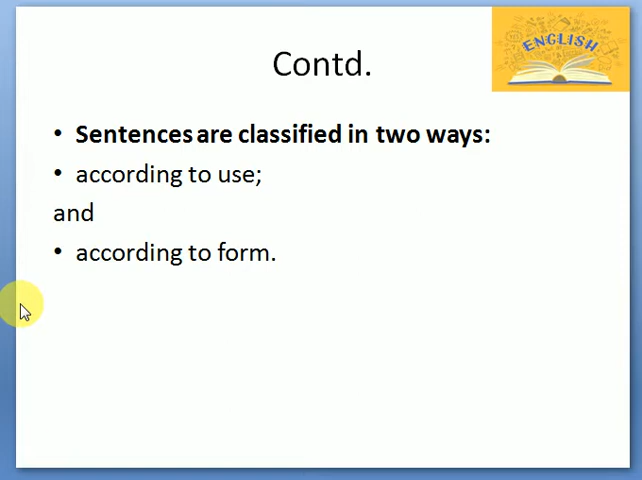 Contd.
ENGLISH
• Sentences are classified in two ways:
• according to use;
and
• according to form.